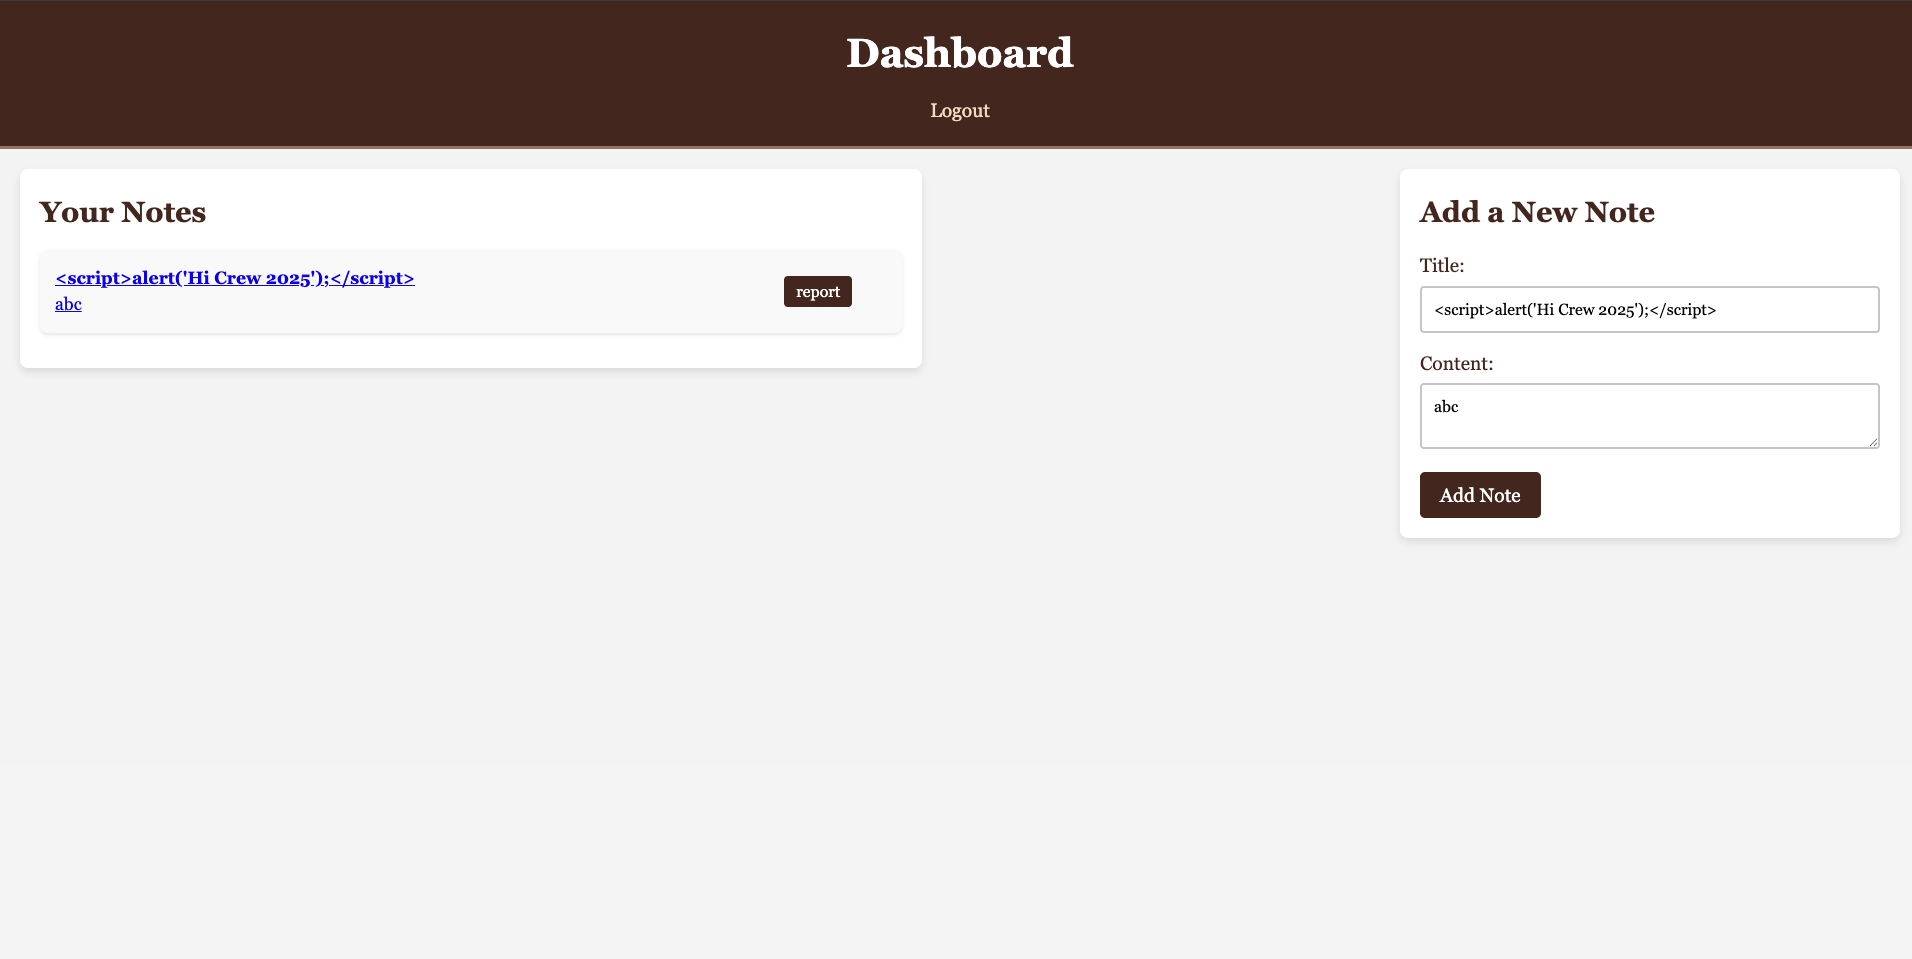 Dashboard
Logout
Your Notes
<script>alert('Hi Crew 2025');</script>
abc
report
Add a New Note
Title:
<script>alert('Hi Crew 2025');</script>
Content:
abc
Add Note